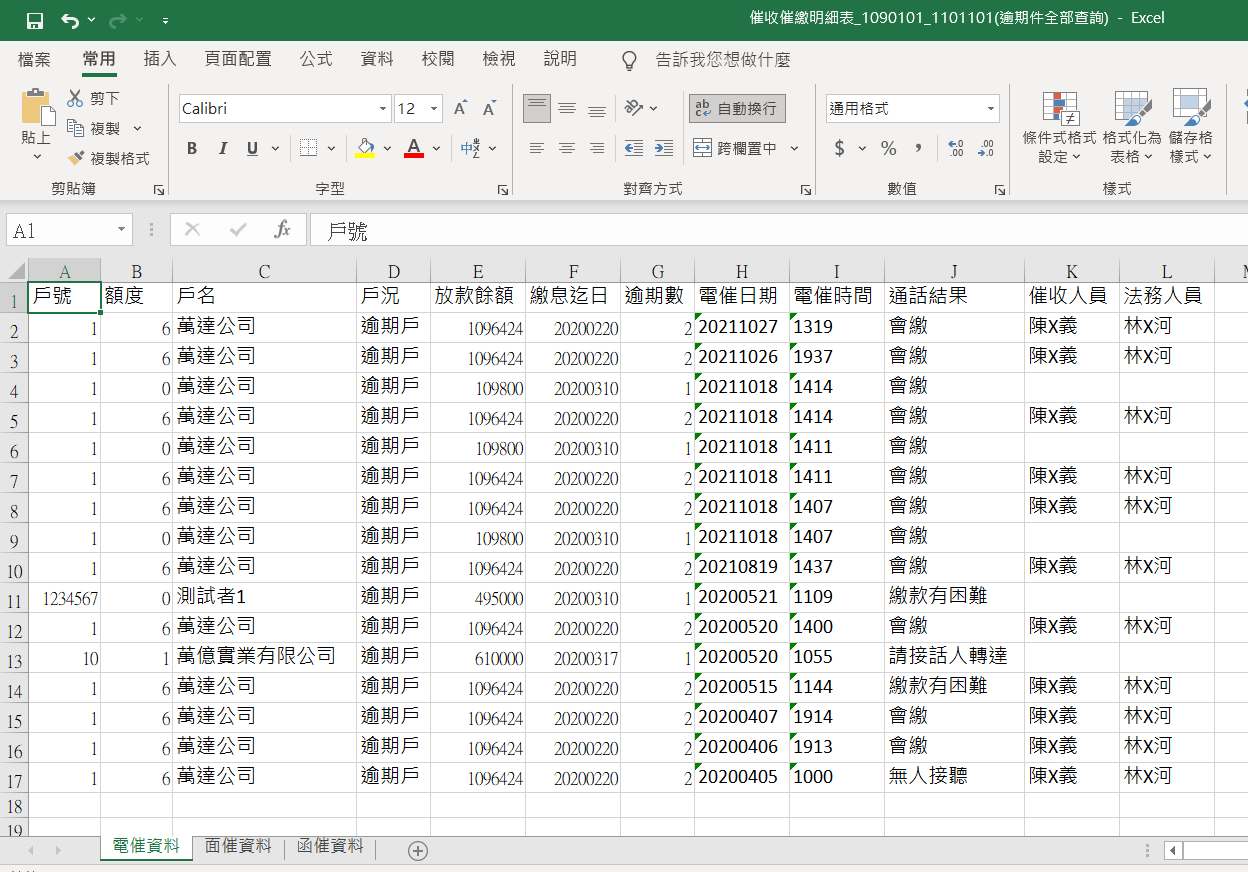 催收催繳明細表_1090101_1101101(逾期件全部查詢) - Excel
檔案 常用 插入 頁面配置 公式 資料 校閱 檢視 說明 告訴我您想做什麼
貼上 剪下 複製 複製格式 剪貼簿
Calibri 12 B I U A 字型
ab c 自動換行 跨欄置中 對齊方式
通用格式 $ % , .00 數值
條件式格式設定 格式化為表格 儲存格樣式 樣式
A1 fx 戶號
A B C D E F G H I J K L
1 戶號 額度 戶名 戶況 放款餘額 繳息迄日 逾期數 電催日期 電催時間 通話結果 催收人員 法務人員
2 1 6 萬達公司 逾期戶 1096424 20200220 2 20211027 1319 會繳 陳X義 林X河
3 1 6 萬達公司 逾期戶 1096424 20200220 2 20211026 1937 會繳 陳X義 林X河
4 1 0 萬達公司 逾期戶 109800 20200310 1 20211018 1414 會繳
5 1 6 萬達公司 逾期戶 1096424 20200220 2 20211018 1414 會繳 陳X義 林X河
6 1 0 萬達公司 逾期戶 109800 20200310 1 20211018 1411 會繳
7 1 6 萬達公司 逾期戶 1096424 20200220 2 20211018 1411 會繳 陳X義 林X河
8 1 6 萬達公司 逾期戶 1096424 20200220 2 20211018 1407 會繳 陳X義 林X河
9 1 0 萬達公司 逾期戶 109800 20200310 1 20211018 1407 會繳
10 1 6 萬達公司 逾期戶 1096424 20200220 2 20210819 1437 會繳 陳X義 林X河
11 1234567 0 測試者1 逾期戶 495000 20200310 1 20200521 1109 繳款有困難
12 1 6 萬達公司 逾期戶 1096424 20200220 2 20200520 1400 會繳 陳X義 林X河
13 10 1 萬億實業有限公司 逾期戶 610000 20200317 1 20200520 1055 請接話人轉達
14 1 6 萬達公司 逾期戶 1096424 20200220 2 20200515 1144 繳款有困難 陳X義 林X河
15 1 6 萬達公司 逾期戶 1096424 20200220 2 20200407 1914 會繳 陳X義 林X河
16 1 6 萬達公司 逾期戶 1096424 20200220 2 20200406 1913 會繳 陳X義 林X河
17 1 6 萬達公司 逾期戶 1096424 20200220 2 20200405 1000 無人接聽 陳X義 林X河
18
19
電催資料 面催資料 函催資料